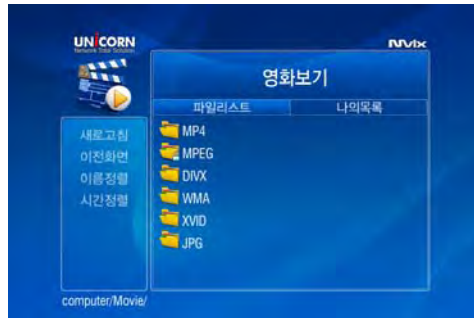 UNICORN
Network Total Solution
NVvix
영화보기
파일리스트
나의목록
새로고침
이전화면
이름정렬
시간정렬
MP4
MPEG
DIVX
WMA
XVID
JPG
computer/Movie/